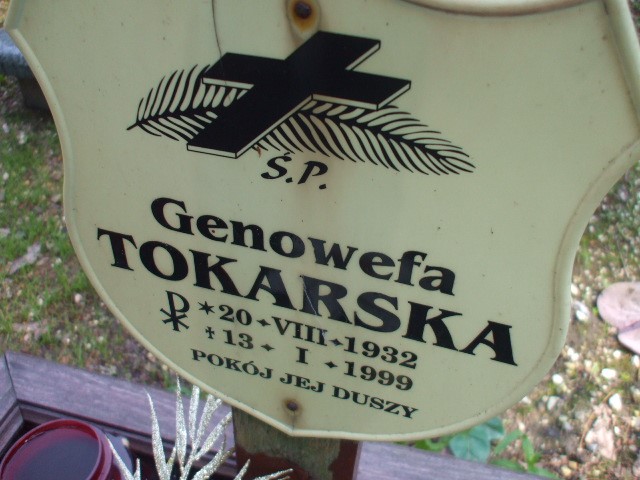 Ś.P.
Genowefa
TOKARSKA
* 20 - VIII - 1932
✝ 13 - I - 1999
POKÓJ JEJ DUSZY